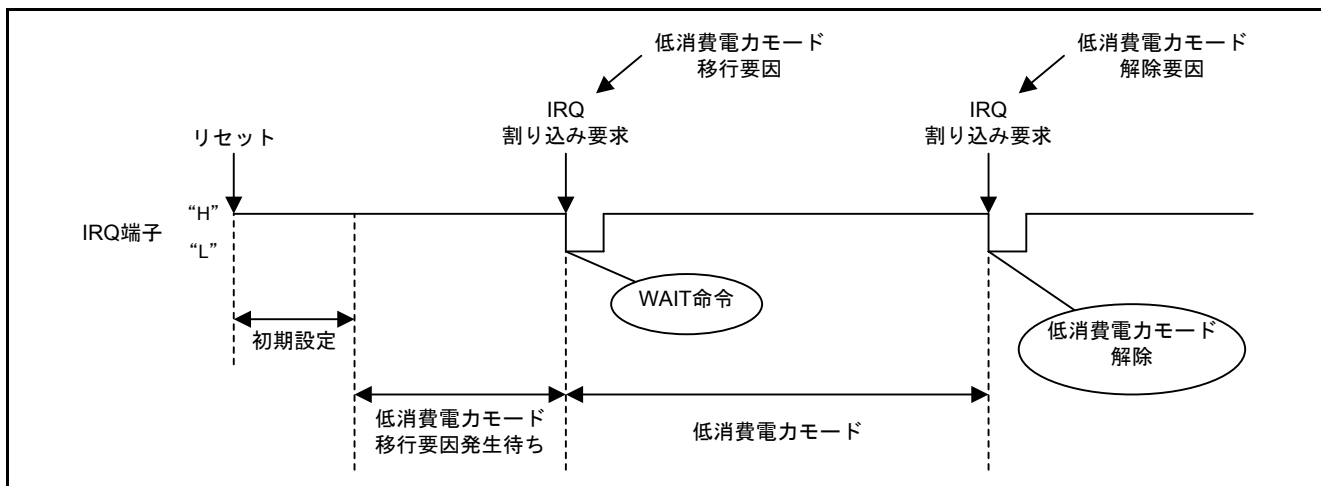 低消費電力モード
移行要因
低消費電力モード
解除要因
IRQ
割り込み要求
IRQ
割り込み要求
リセット
IRQ端子
“H”
“L”
WAIT命令
初期設定
低消費電力モード
解除
低消費電力モード
移行要因発生待ち
低消費電力モード